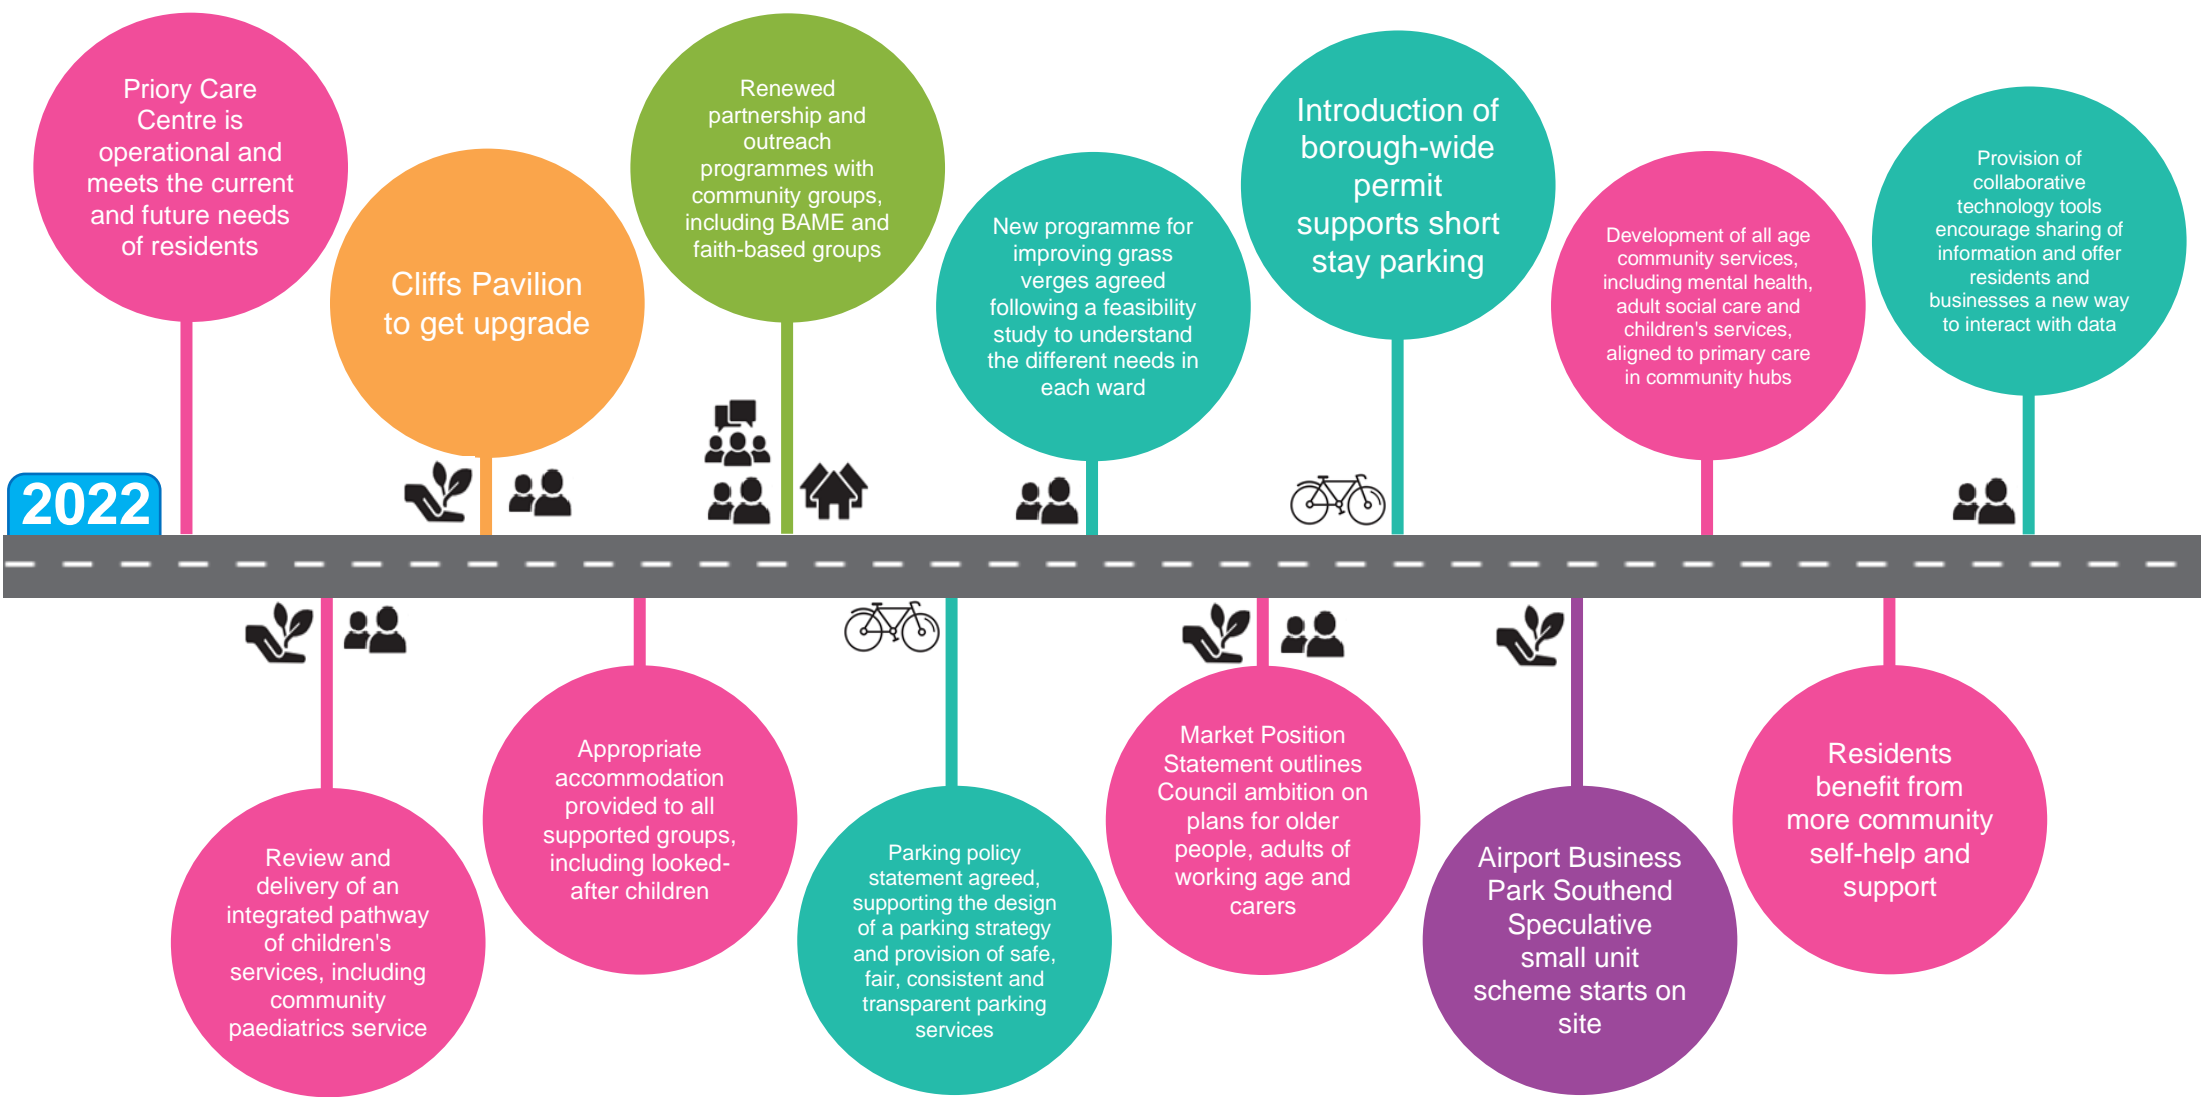 2022
Priory Care
Centre is
operational and
meets the current
and future needs
of residents
Review and
delivery of an
integrated pathway
of children's
services, including
community
paediatrics service
Cliffs Pavilion
to get upgrade
Appropriate
accommodation
provided to all
supported groups,
including looked-
after children
Renewed
partnership and
outreach
programmes with
community groups,
including BAME and
faith-based groups
Parking policy
statement agreed,
supporting the design
of a parking strategy
and provision of safe,
fair, consistent and
transparent parking
services
New programme for
improving grass
verges agreed
following a feasibility
study to understand
the different needs in
each ward
Market Position
Statement outlines
Council ambition on
plans for older
people, adults of
working age and
carers
Introduction of
borough-wide
permit
supports short
stay parking
Airport Business
Park Southend
Speculative
small unit
scheme starts on
site
Development of all age
community services,
including mental health,
adult social care and
children's services,
aligned to primary care
in community hubs
Residents
benefit from
more community
self-help and
support
Provision of
collaborative
technology tools
encourage sharing of
information and offer
residents and
businesses a new way
to interact with data